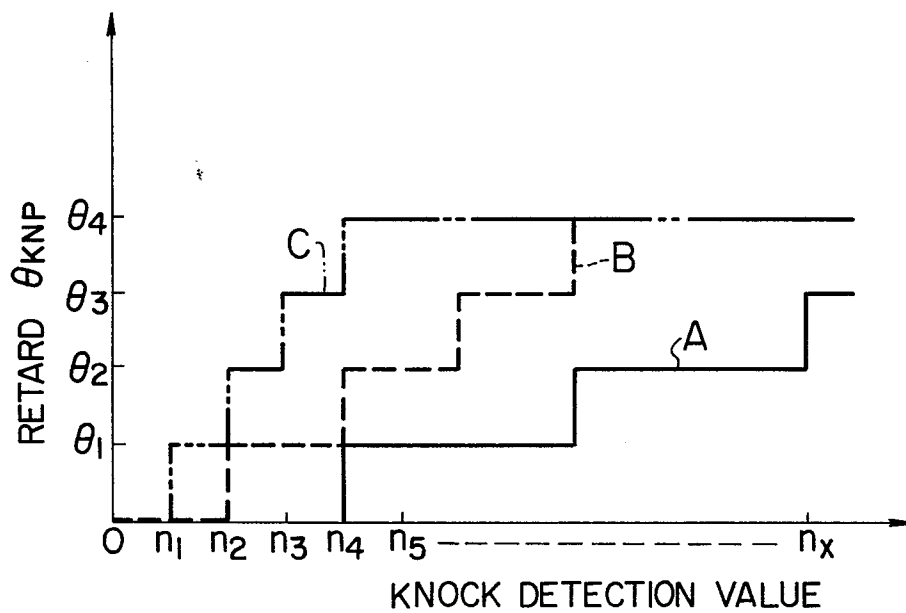 RETARD θKNP
θ4
θ3
θ2
θ1
C
B
A
0 n1 n2 n3 n4 n5 nx
KNOCK DETECTION VALUE